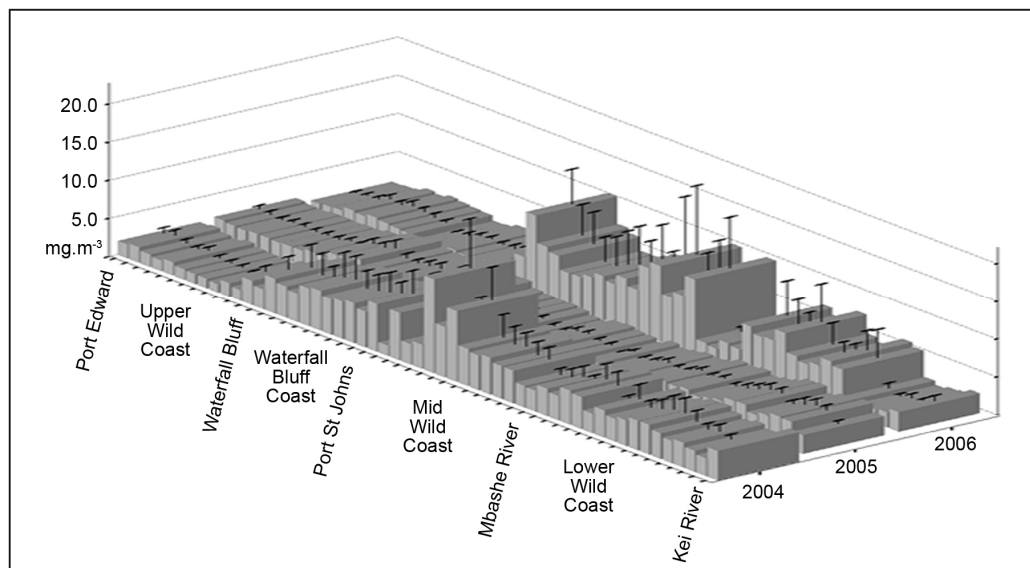 20.0
15.0
10.0
5.0
mg.m⁻³
Port Edward
Upper
Wild
Coast
Waterfall Bluff
Waterfall
Bluff
Coast
Port St Johns
Mid
Wild
Coast
Mbashe River
Lower
Wild
Coast
Kei River
2004
2005
2006